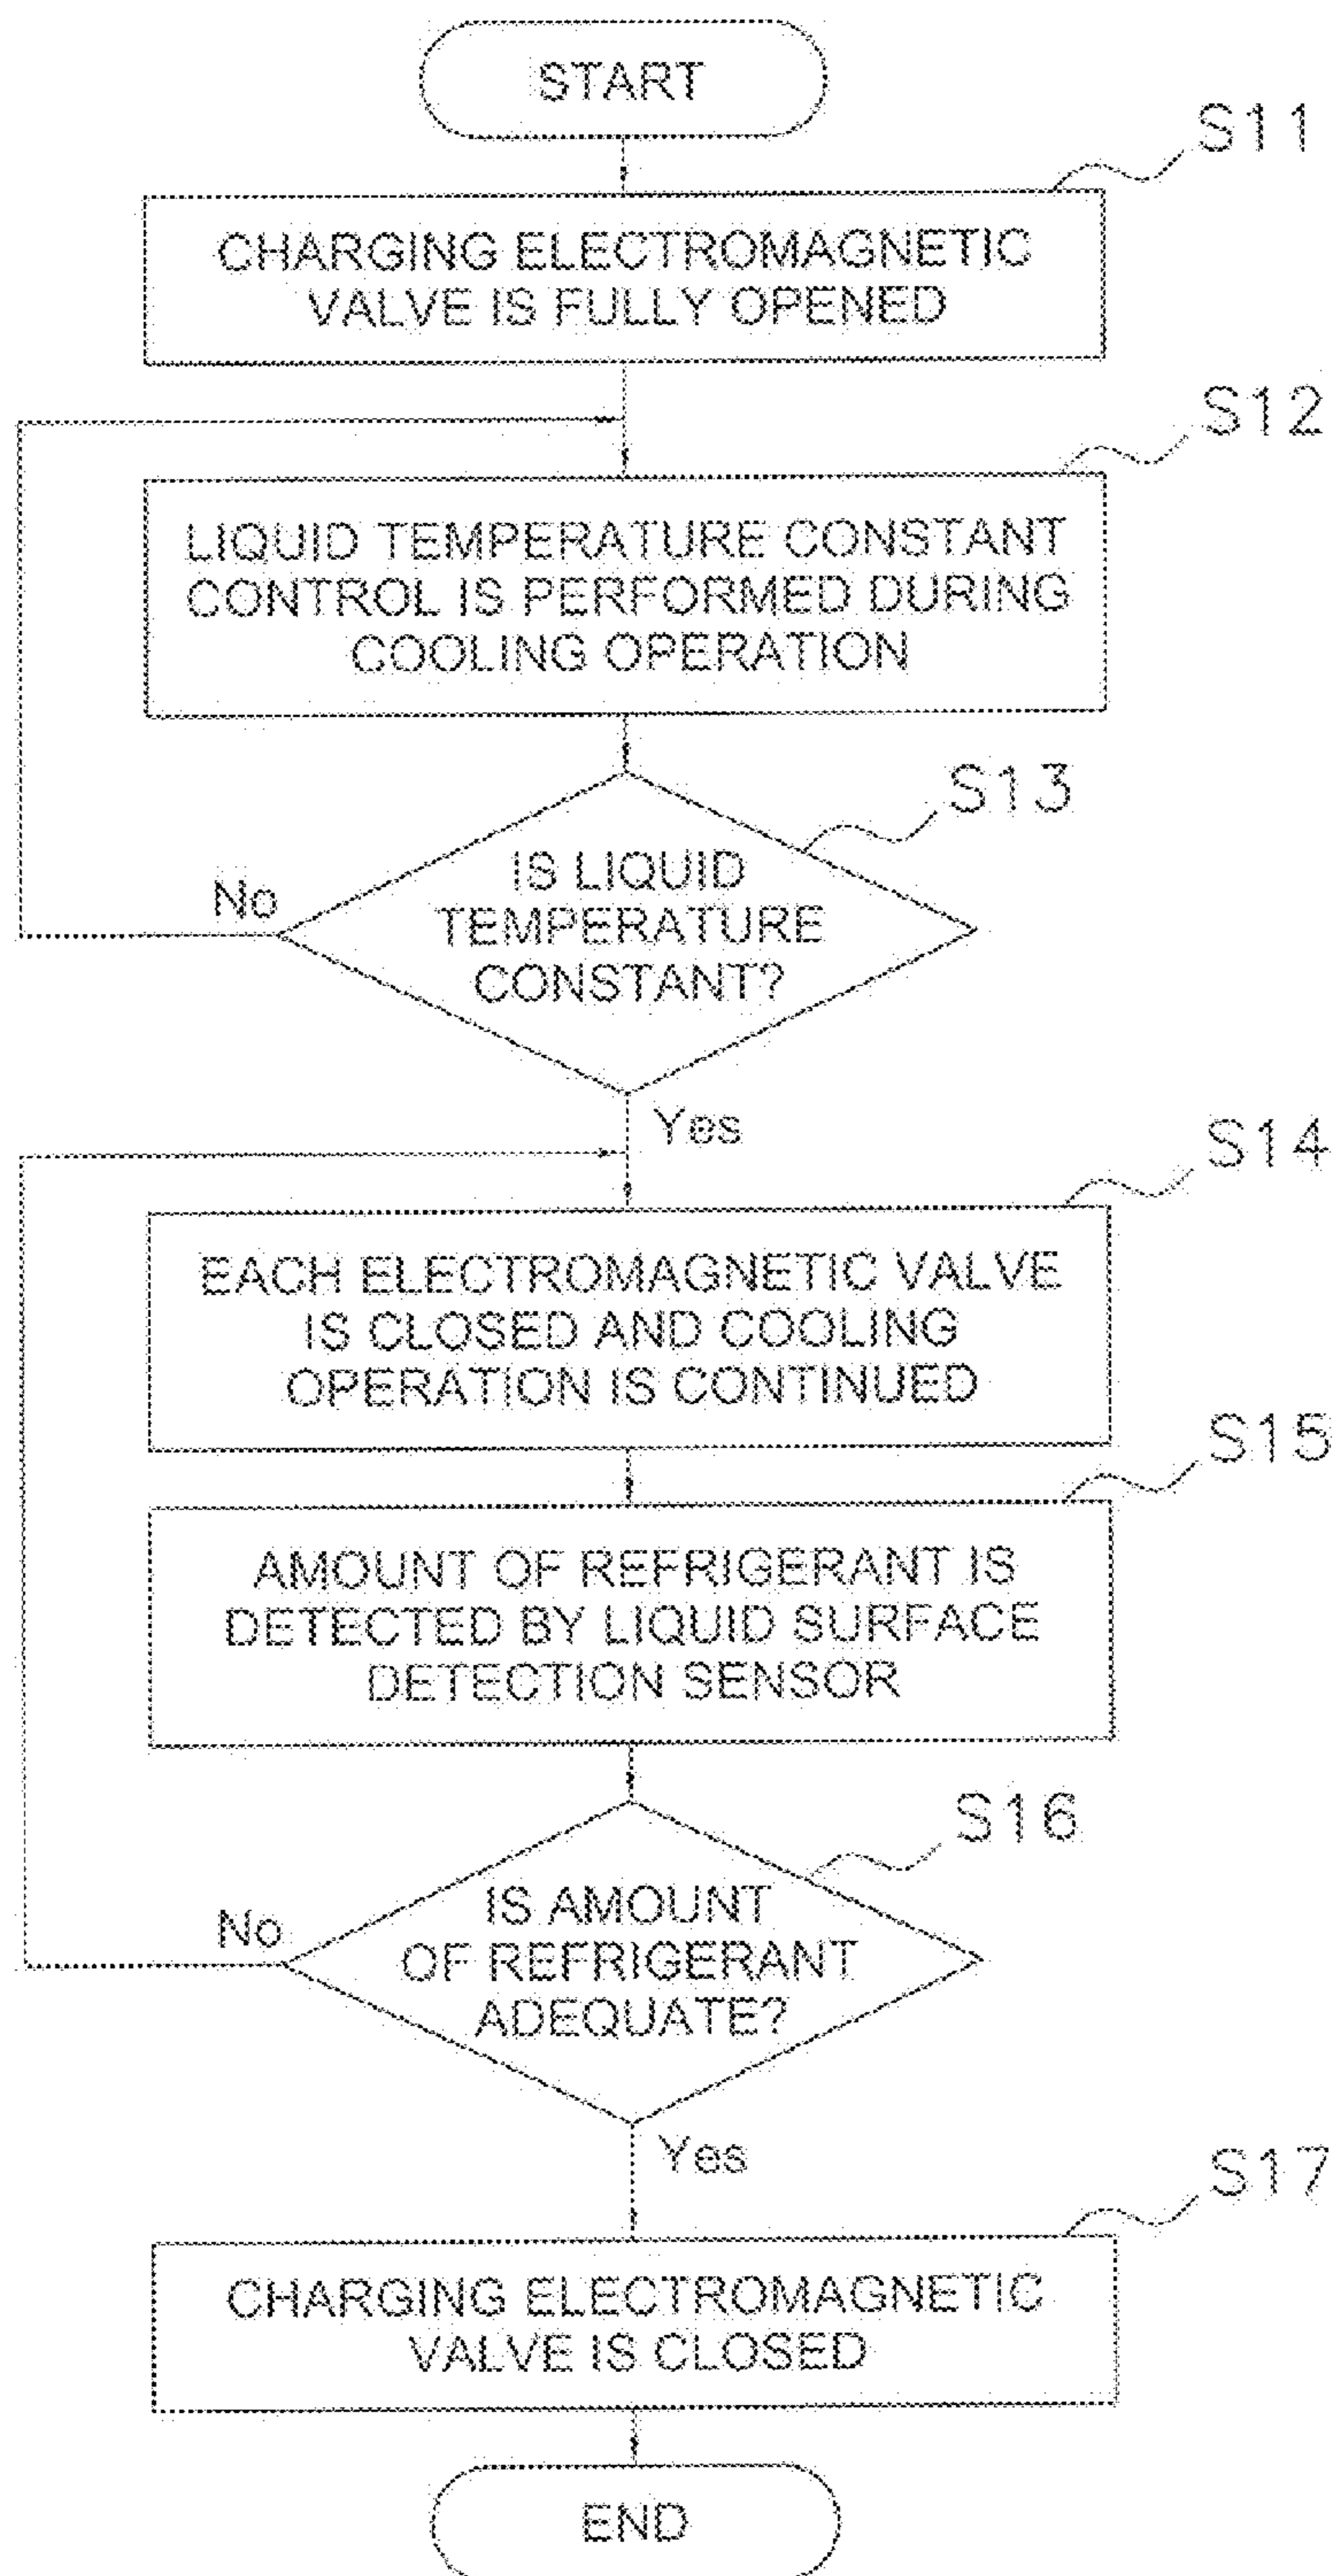 START
S11
CHARGING ELECTROMAGNETIC
VALVE IS FULLY OPENED
S12
LIQUID TEMPERATURE CONSTANT
CONTROL IS PERFORMED DURING
COOLING OPERATION
S13
IS LIQUID
TEMPERATURE
CONSTANT?
No
Yes
S14
EACH ELECTROMAGNETIC VALVE
IS CLOSED AND COOLING
OPERATION IS CONTINUED
S15
AMOUNT OF REFRIGERANT IS
DETECTED BY LIQUID SURFACE
DETECTION SENSOR
S16
IS AMOUNT
OF REFRIGERANT
ADEQUATE?
No
Yes
S17
CHARGING ELECTROMAGNETIC
VALVE IS CLOSED
END